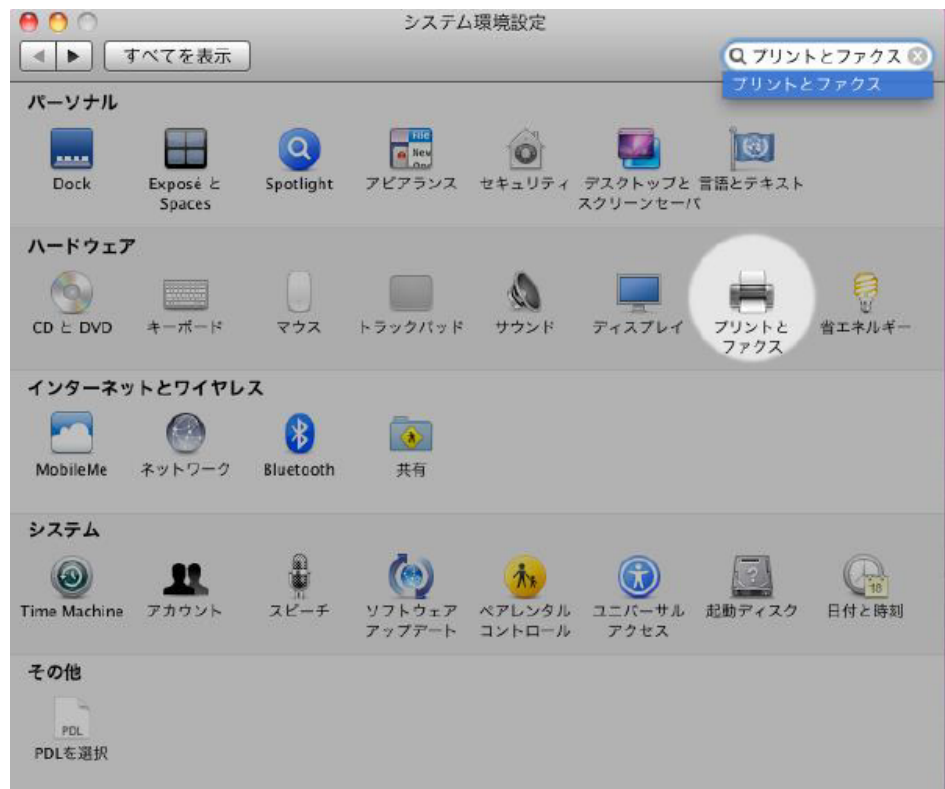 システム環境設定
すべてを表示
プリントとファクス
プリントとファクス
パーソナル
Dock
Exposé と
Spaces
Spotlight
アピアランス
セキュリティ
デスクトップと
スクリーンセーバ
言語とテキスト
ハードウェア
CD と DVD
キーボード
マウス
トラックパッド
サウンド
ディスプレイ
プリントと
ファクス
省エネルギー
インターネットとワイヤレス
MobileMe
ネットワーク
Bluetooth
共有
システム
Time Machine
アカウント
スピーチ
ソフトウェア
アップデート
ペアレンタル
コントロール
ユニバーサル
アクセス
起動ディスク
日付と時刻
その他
PDLを選択
File
New
PDL
18